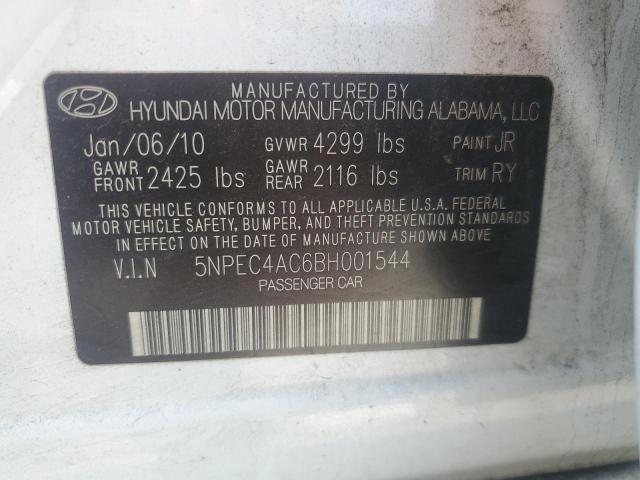 MANUFACTURED BY
HYUNDAI MOTOR MANUFACTURING ALABAMA, LLC
Jan/06/10 GVWR 4299 lbs PAINT JR
GAWR FRONT 2425 lbs GAWR REAR 2116 lbs TRIM RY
THIS VEHICLE CONFORMS TO ALL APPLICABLE U.S.A. FEDERAL
MOTOR VEHICLE SAFETY, BUMPER, AND THEFT PREVENTION STANDARDS
IN EFFECT ON THE DATE OF MANUFACTURE SHOWN ABOVE.
V.I.N 5NPEC4AC6BH001544
PASSENGER CAR